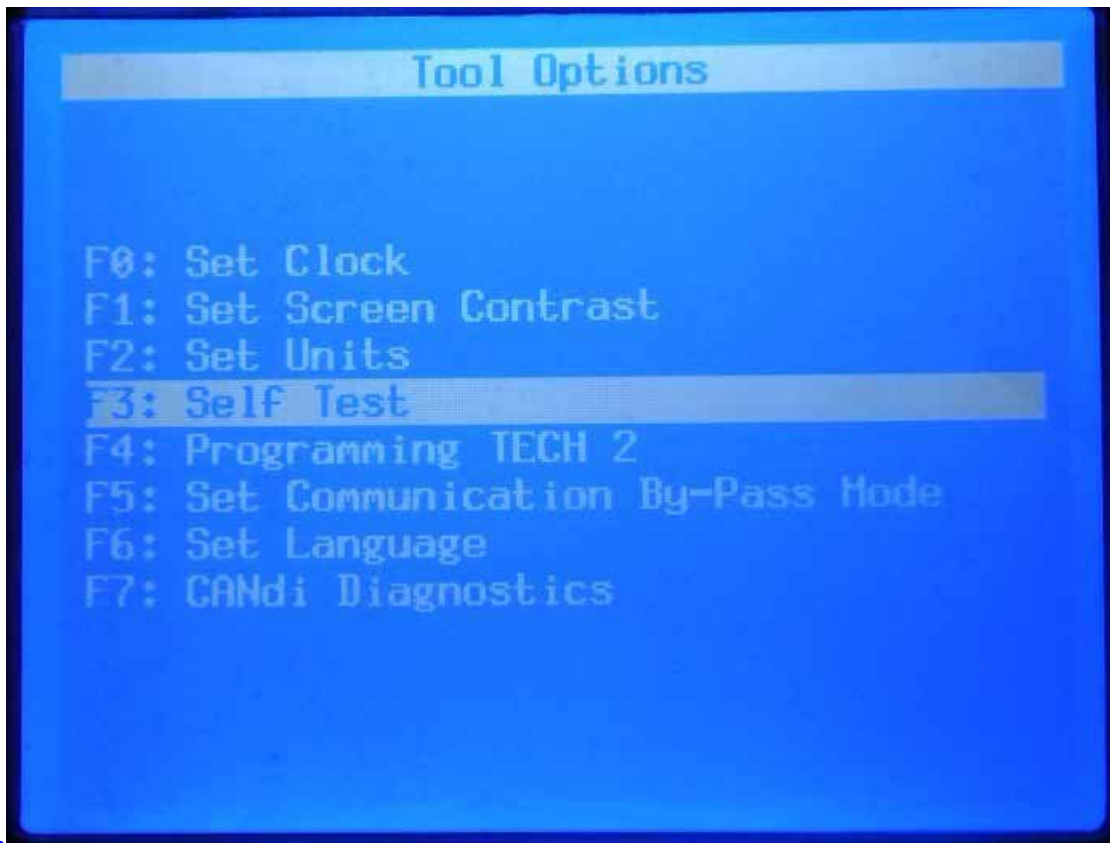 Tool Options
F0: Set Clock
F1: Set Screen Contrast
F2: Set Units
F3: Self Test
F4: Programming TECH 2
F5: Set Communication By-Pass Mode
F6: Set Language
F7: CANdi Diagnostics